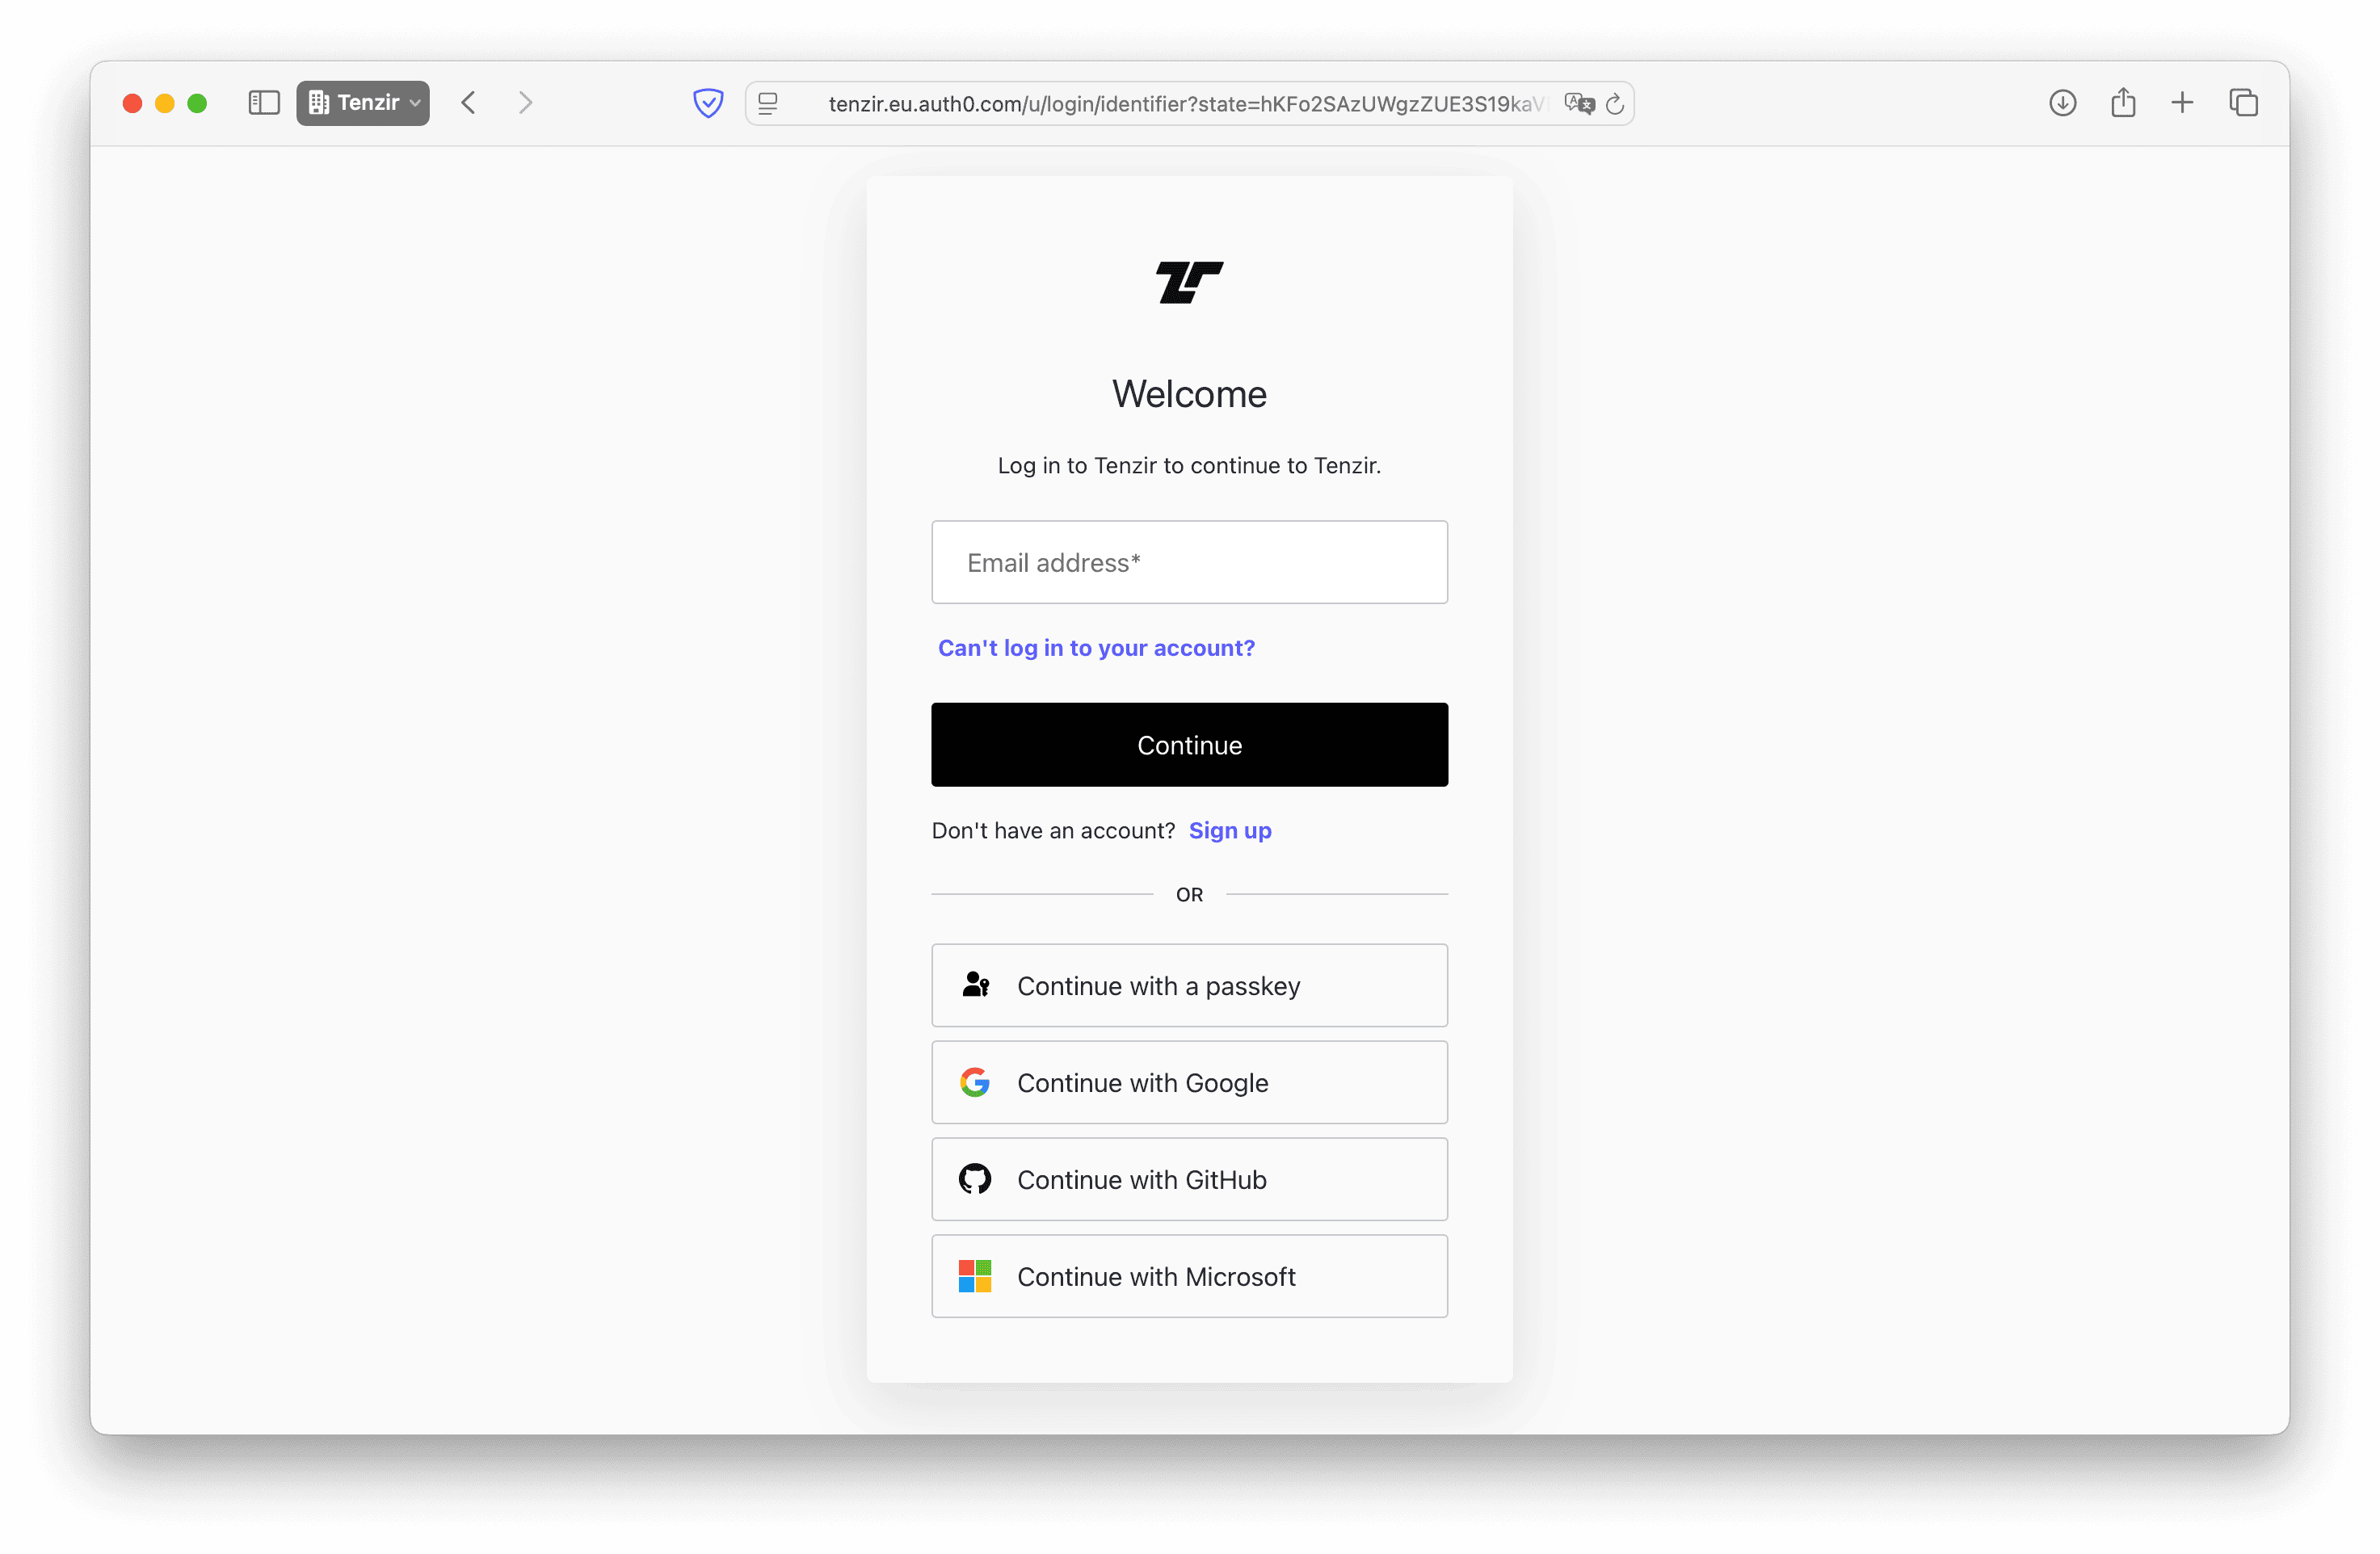 Tenzir
tenzir.eu.auth0.com/u/login/identifier?state=hKFo2SAzUWgzZUE3S19kaV
Welcome
Log in to Tenzir to continue to Tenzir.
Email address*
Can't log in to your account?
Continue
Don't have an account? Sign up
OR
Continue with a passkey
Continue with Google
Continue with GitHub
Continue with Microsoft